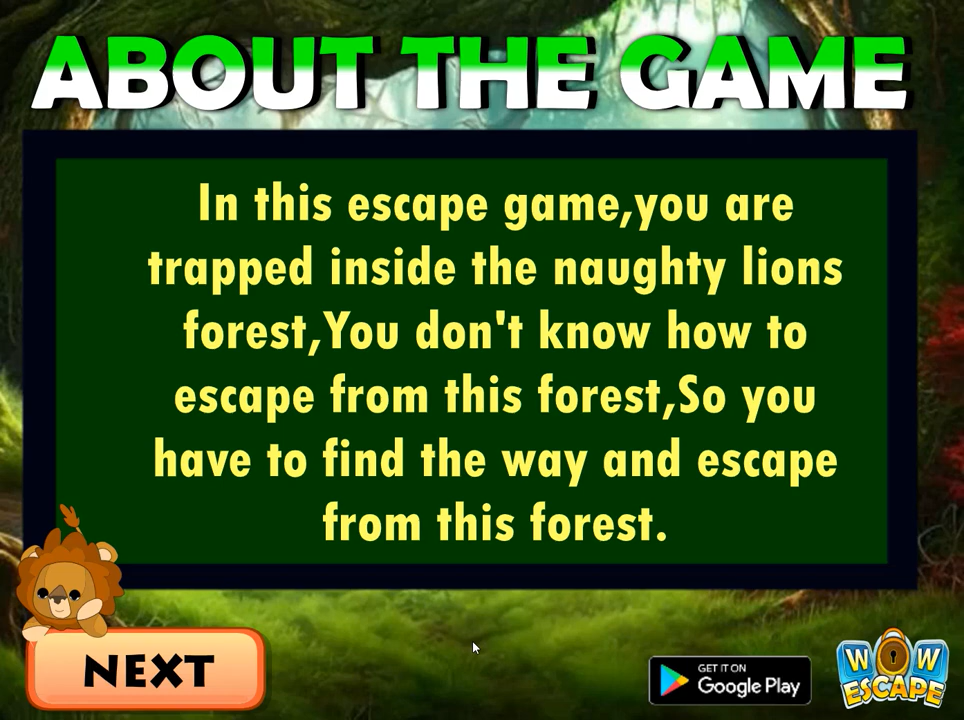 ABOUT THE GAME
In this escape game,you are
trapped inside the naughty lions
forest,You don't know how to
escape from this forest,So you
have to find the way and escape
from this forest.
NEXT
GET IT ON
Google Play
WOW
ESCAPE